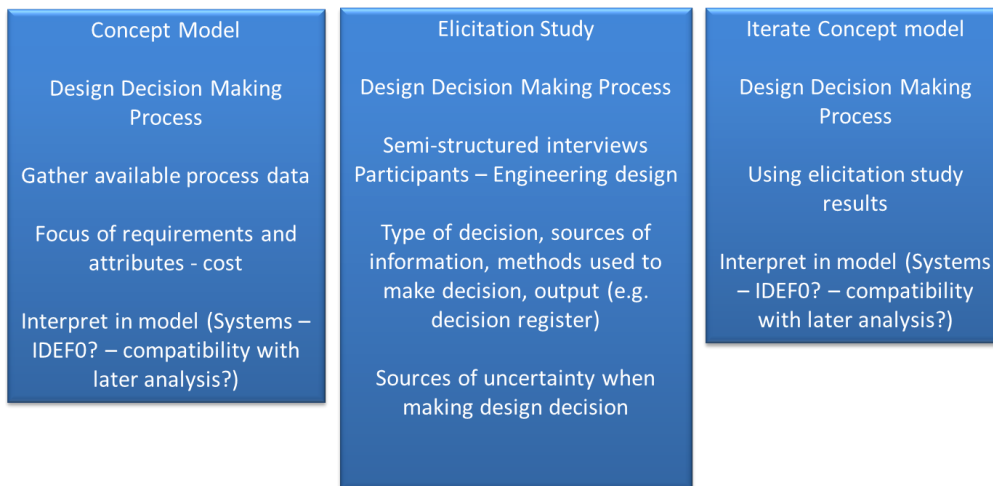 Concept Model
Design Decision Making
Process
Gather available process data
Focus of requirements and
attributes - cost
Interpret in model (Systems –
IDEF0? – compatibility with
later analysis?)
Elicitation Study
Design Decision Making Process
Semi-structured interviews
Participants – Engineering design
Type of decision, sources of
information, methods used to
make decision, output (e.g.
decision register)
Sources of uncertainty when
making design decision
Iterate Concept model
Design Decision Making
Process
Using elicitation study
results
Interpret in model (Systems
– IDEF0? – compatibility
with later analysis?)